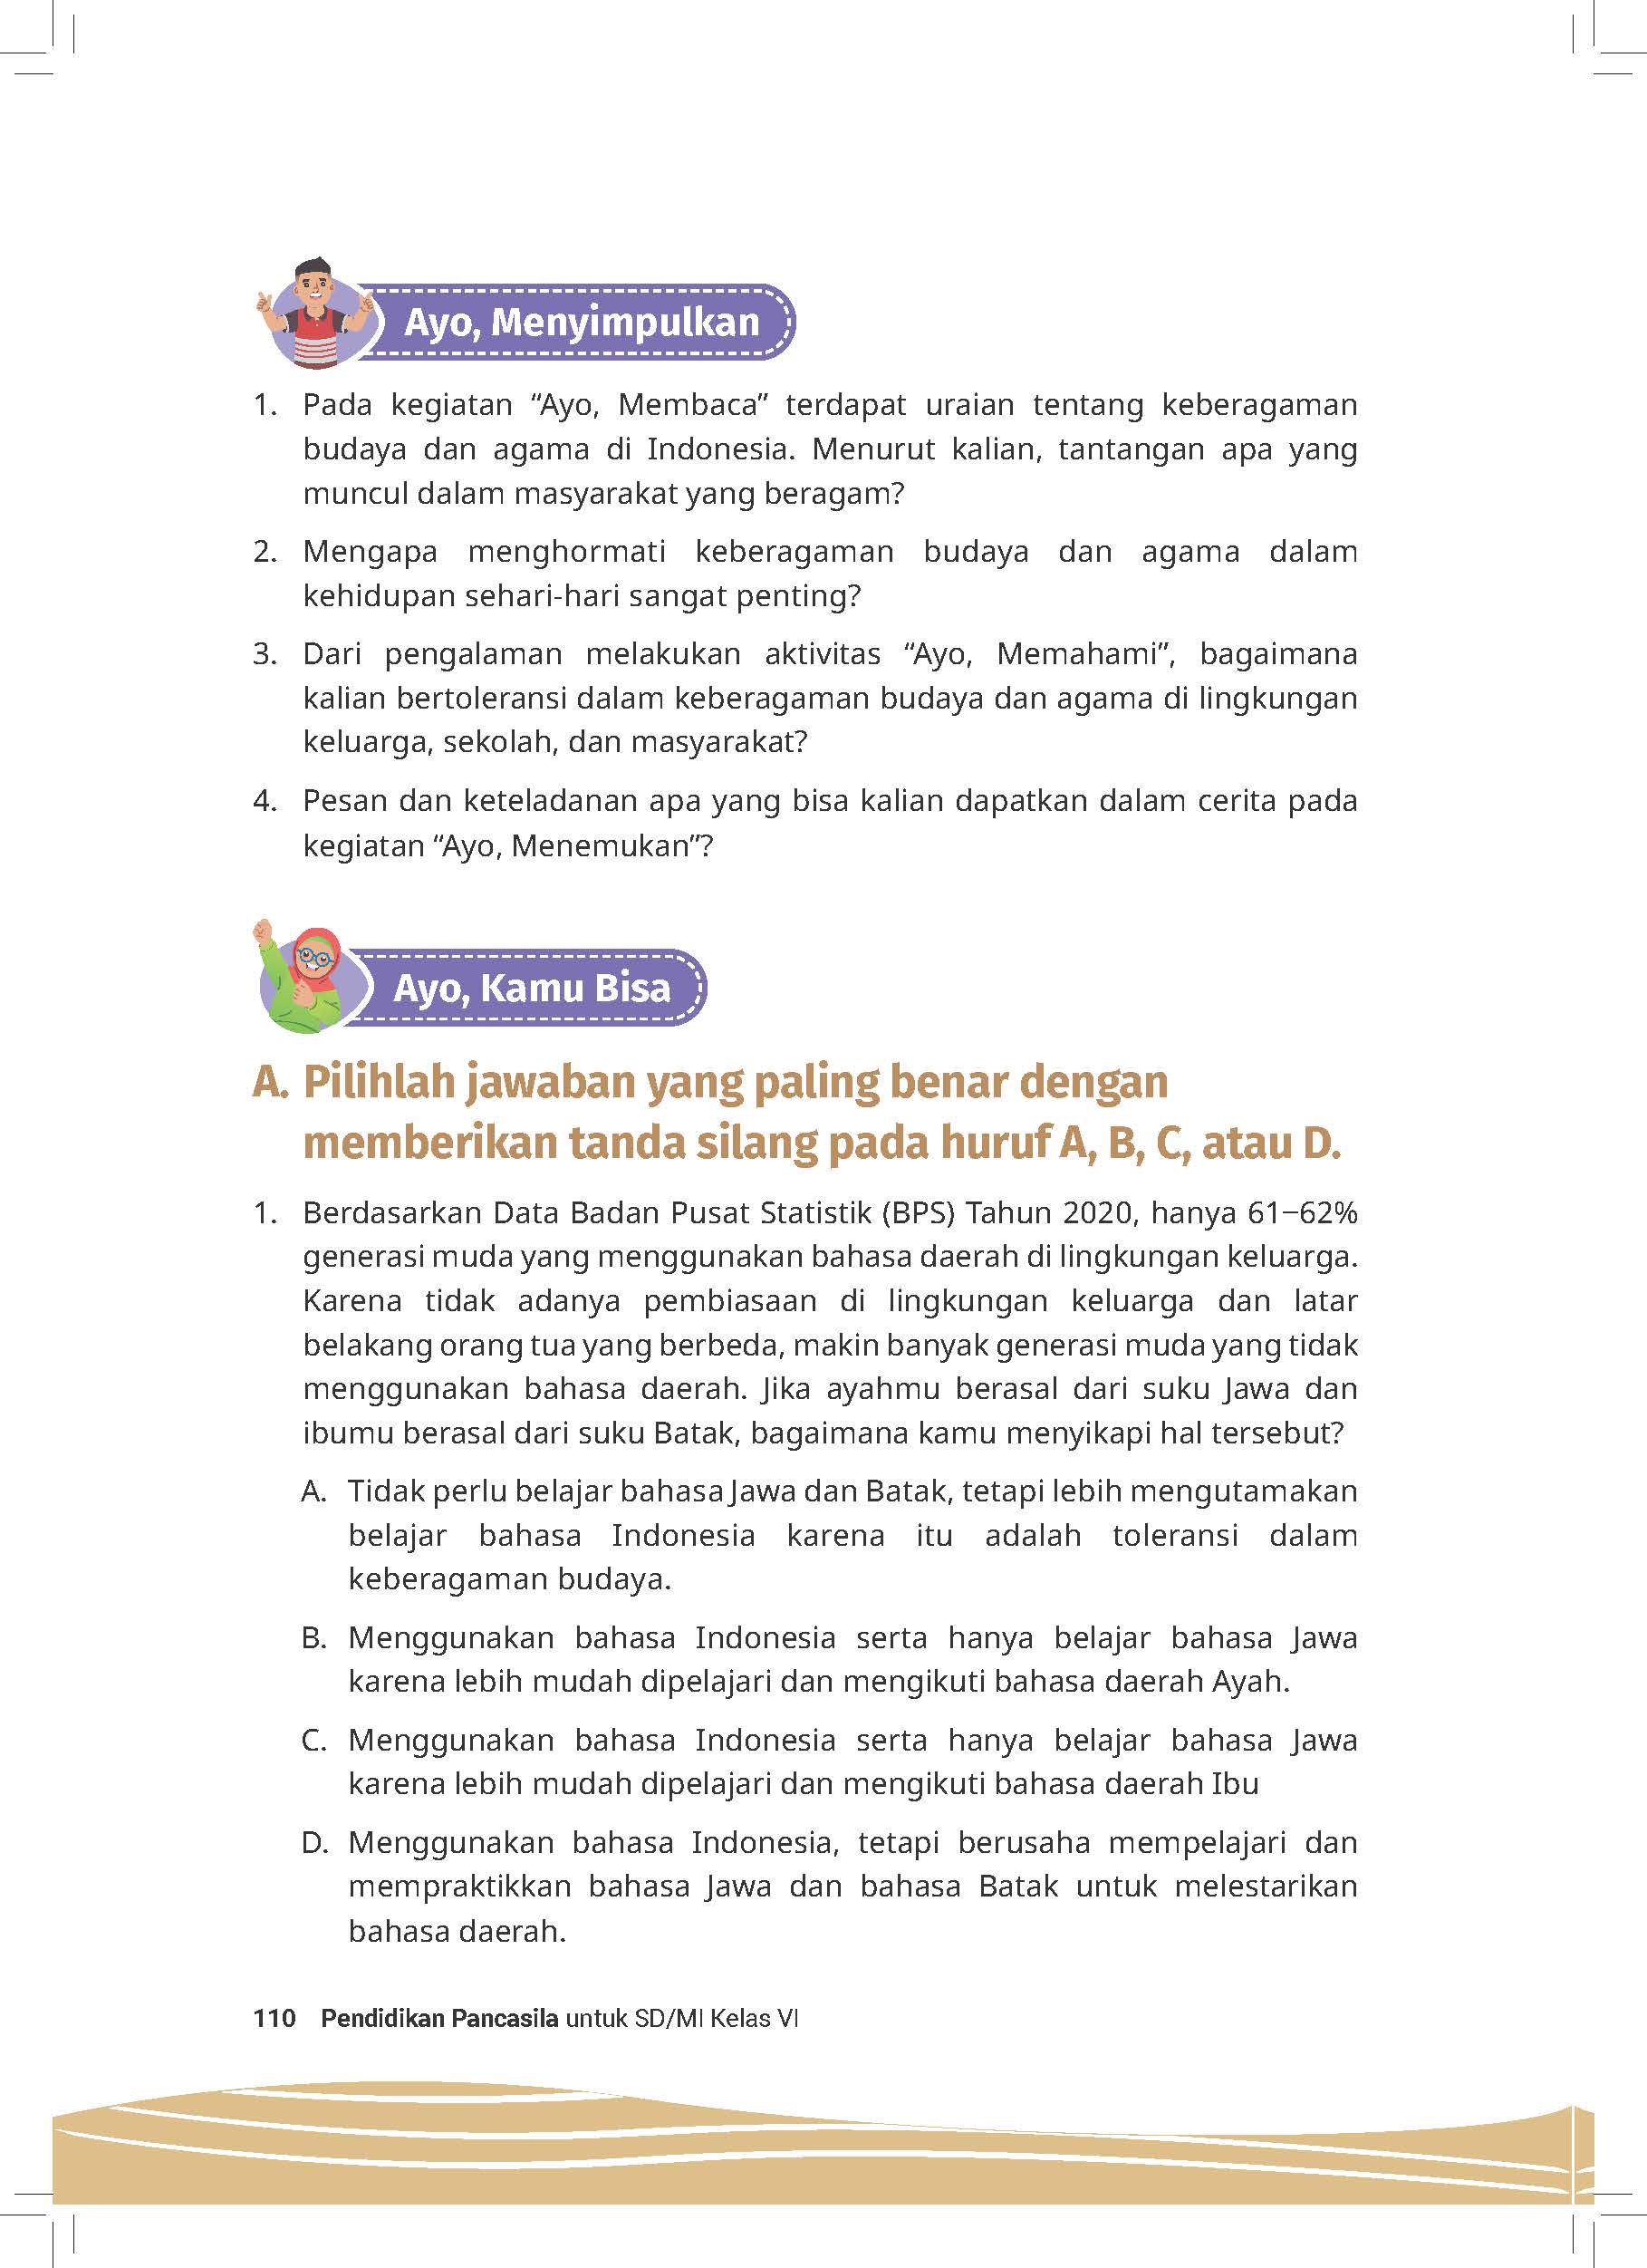 Ayo, Menyimpulkan
1. Pada kegiatan “Ayo, Membaca” terdapat uraian tentang keberagaman
budaya dan agama di Indonesia. Menurut kalian, tantangan apa yang
muncul dalam masyarakat yang beragam?
2. Mengapa menghormati keberagaman budaya dan agama dalam
kehidupan sehari-hari sangat penting?
3. Dari pengalaman melakukan aktivitas “Ayo, Memahami”, bagaimana
kalian bertoleransi dalam keberagaman budaya dan agama di lingkungan
keluarga, sekolah, dan masyarakat?
4. Pesan dan keteladanan apa yang bisa kalian dapatkan dalam cerita pada
kegiatan “Ayo, Menemukan”?
Ayo, Kamu Bisa
A. Pilihlah jawaban yang paling benar dengan
memberikan tanda silang pada huruf A, B, C, atau D.
1. Berdasarkan Data Badan Pusat Statistik (BPS) Tahun 2020, hanya 61–62%
generasi muda yang menggunakan bahasa daerah di lingkungan keluarga.
Karena tidak adanya pembiasaan di lingkungan keluarga dan latar
belakang orang tua yang berbeda, makin banyak generasi muda yang tidak
menggunakan bahasa daerah. Jika ayahmu berasal dari suku Jawa dan
ibumu berasal dari suku Batak, bagaimana kamu menyikapi hal tersebut?
A. Tidak perlu belajar bahasa Jawa dan Batak, tetapi lebih mengutamakan
belajar bahasa Indonesia karena itu adalah toleransi dalam
keberagaman budaya.
B. Menggunakan bahasa Indonesia serta hanya belajar bahasa Jawa
karena lebih mudah dipelajari dan mengikuti bahasa daerah Ayah.
C. Menggunakan bahasa Indonesia serta hanya belajar bahasa Jawa
karena lebih mudah dipelajari dan mengikuti bahasa daerah Ibu
D. Menggunakan bahasa Indonesia, tetapi berusaha mempelajari dan
mempraktikkan bahasa Jawa dan bahasa Batak untuk melestarikan
bahasa daerah.
110 Pendidikan Pancasila untuk SD/MI Kelas VI